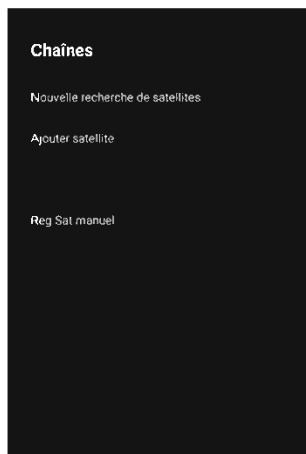 Chaînes
Nouvelle recherche de satellites
Ajouter satellite
Reg Sat manuel